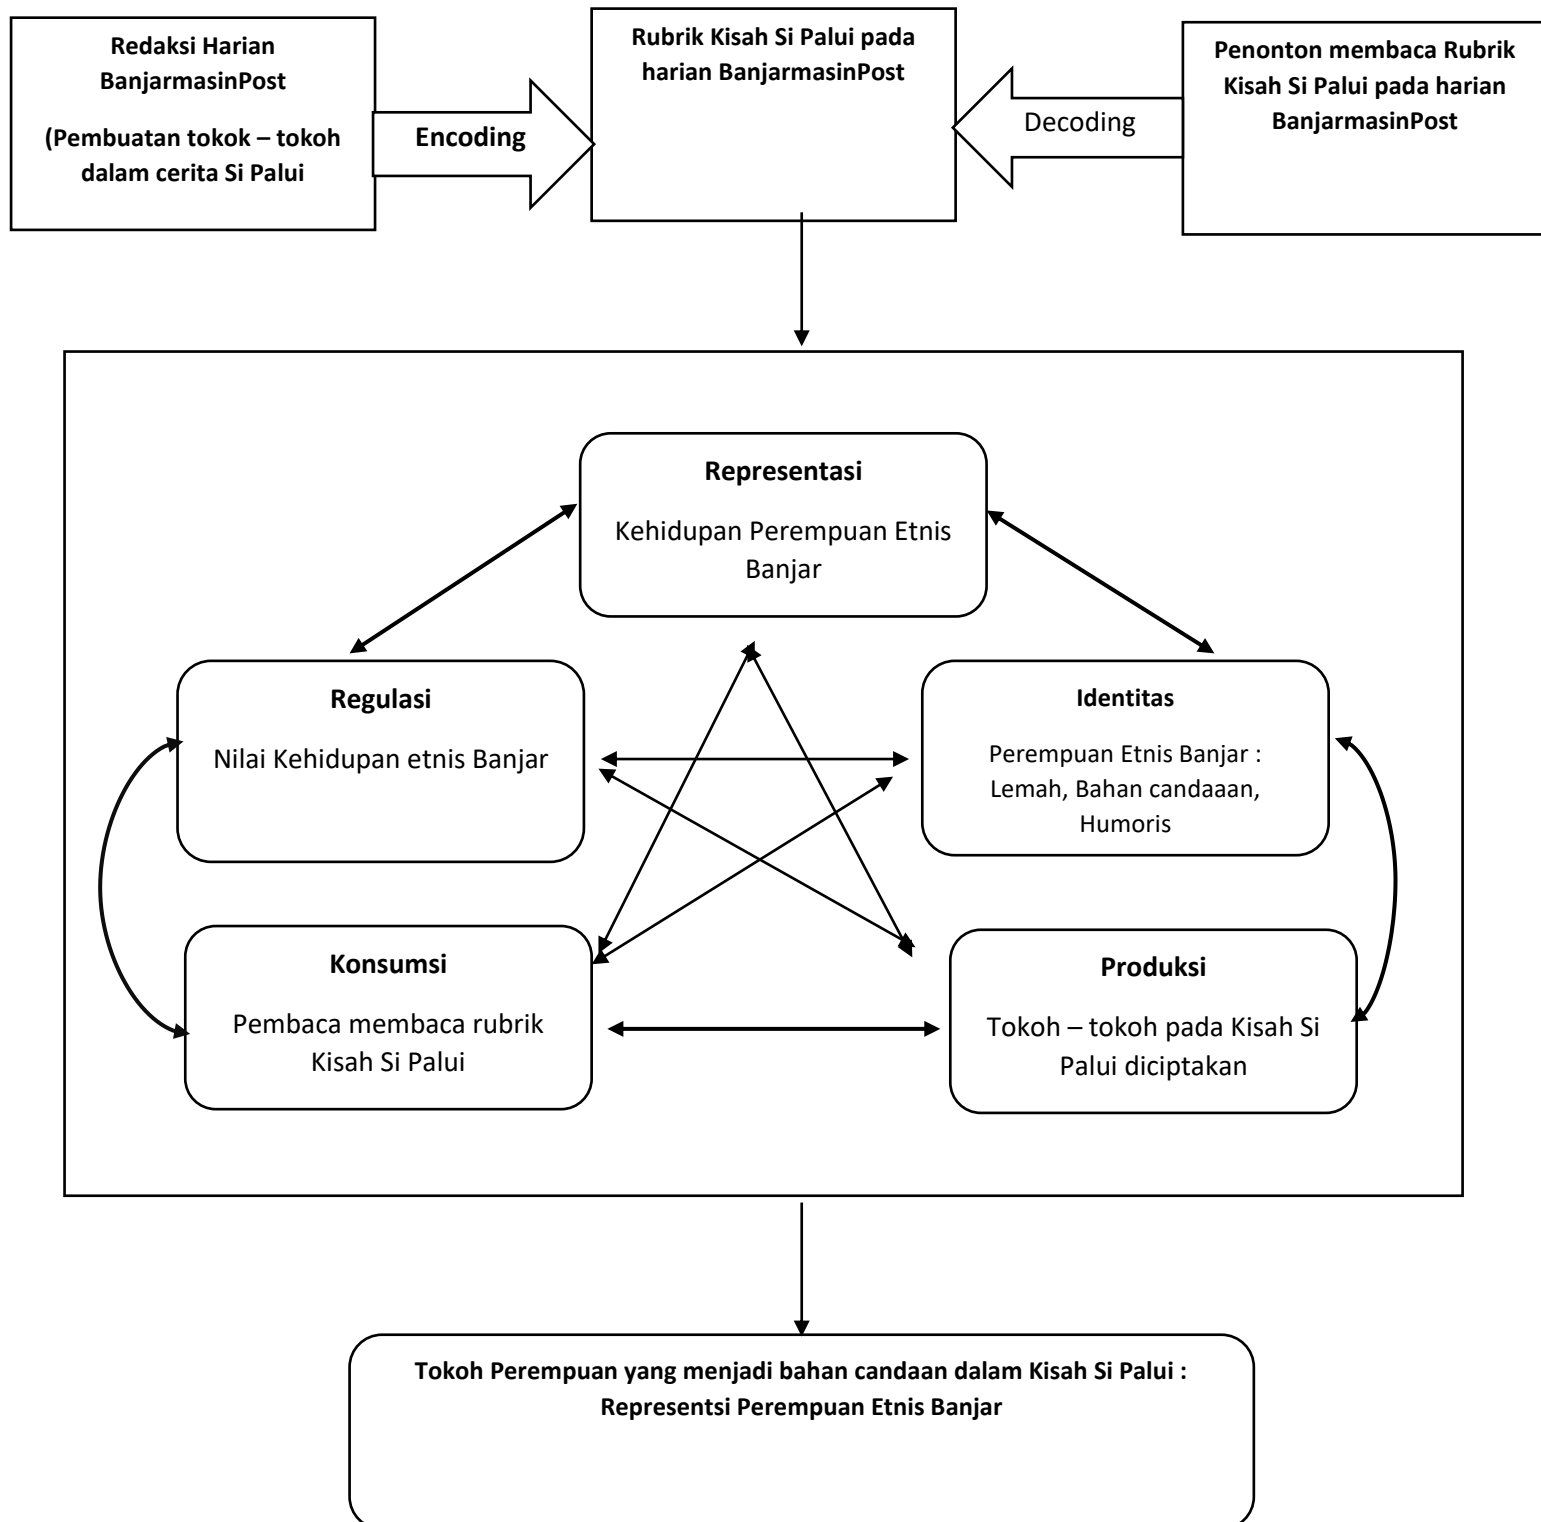 Redaksi Harian
BanjarmasinPost
(Pembuatan tokok – tokoh
dalam cerita Si Palui
Encoding
Rubrik Kisah Si Palui pada
harian BanjarmasinPost
Decoding
Penonton membaca Rubrik
Kisah Si Palui pada harian
BanjarmasinPost
Representasi
Kehidupan Perempuan Etnis
Banjar
Regulasi
Nilai Kehidupan etnis Banjar
Identitas
Perempuan Etnis Banjar :
Lemah, Bahan candaaan,
Humoris
Konsumsi
Pembaca membaca rubrik
Kisah Si Palui
Produksi
Tokoh – tokoh pada Kisah Si
Palui diciptakan
Tokoh Perempuan yang menjadi bahan candaan dalam Kisah Si Palui :
Representsi Perempuan Etnis Banjar